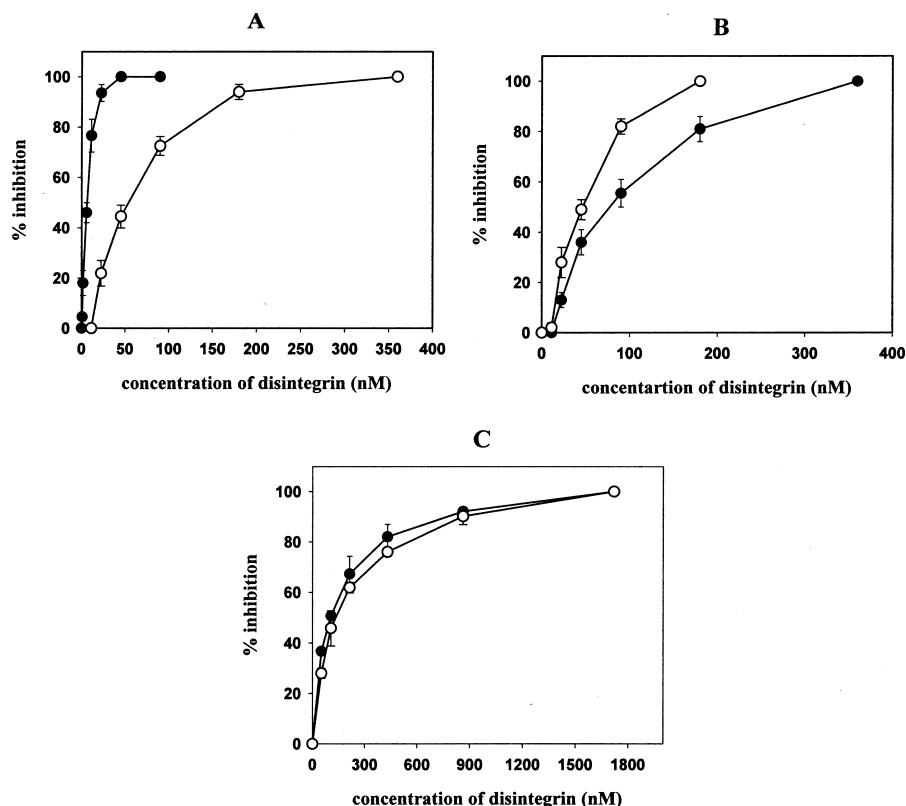 A
% inhibition
100
80
60
40
20
0
0 50 100 150 200 250 300 350 400
concentration of disintegrin (nM)
B
% inhibition
100
80
60
40
20
0
0 100 200 300 400
concentartion of disintegrin (nM)
C
% inhibition
100
80
60
40
20
0
0 300 600 900 1200 1500 1800
concentration of disintegrin (nM)